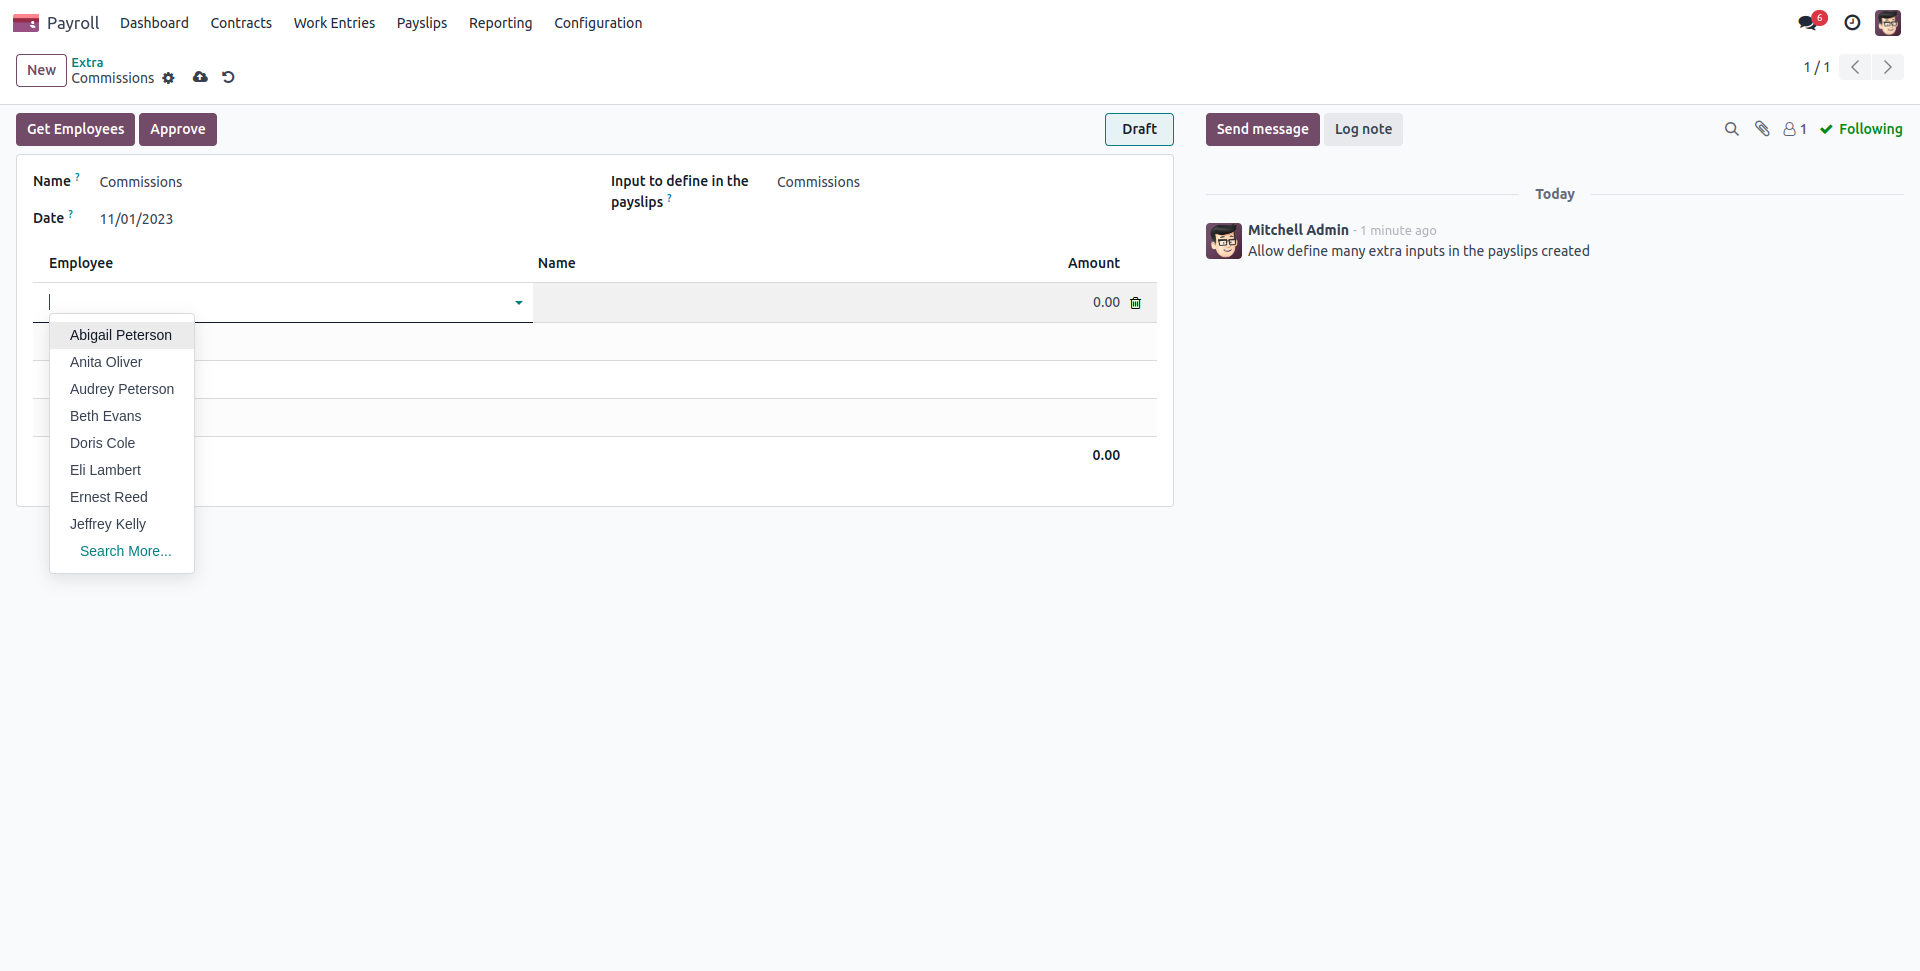 Payroll Dashboard Contracts Work Entries Payslips Reporting Configuration 6
New Extra
Commissions
1 / 1
Get Employees Approve Draft Send message Log note 1 Following
Name ? Commissions Input to define in the payslips ? Commissions
Date ? 11/01/2023
Today
Mitchell Admin - 1 minute ago
Allow define many extra inputs in the payslips created
Employee Name Amount
0.00
Abigail Peterson
Anita Oliver
Audrey Peterson
Beth Evans
Doris Cole
0.00
Eli Lambert
Ernest Reed
Jeffrey Kelly
Search More...